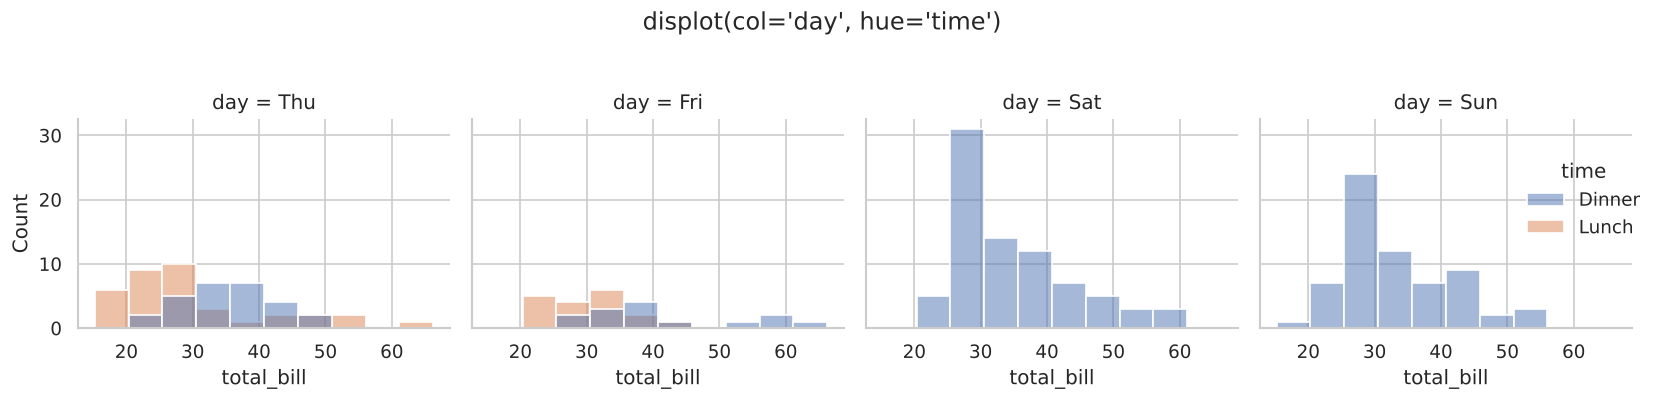 displot(col='day', hue='time')
day = Thu
day = Fri
day = Sat
day = Sun
30
20
10
0
Count
time
Dinner
Lunch
20 30 40 50 60
20 30 40 50 60
20 30 40 50 60
20 30 40 50 60
total_bill
total_bill
total_bill
total_bill